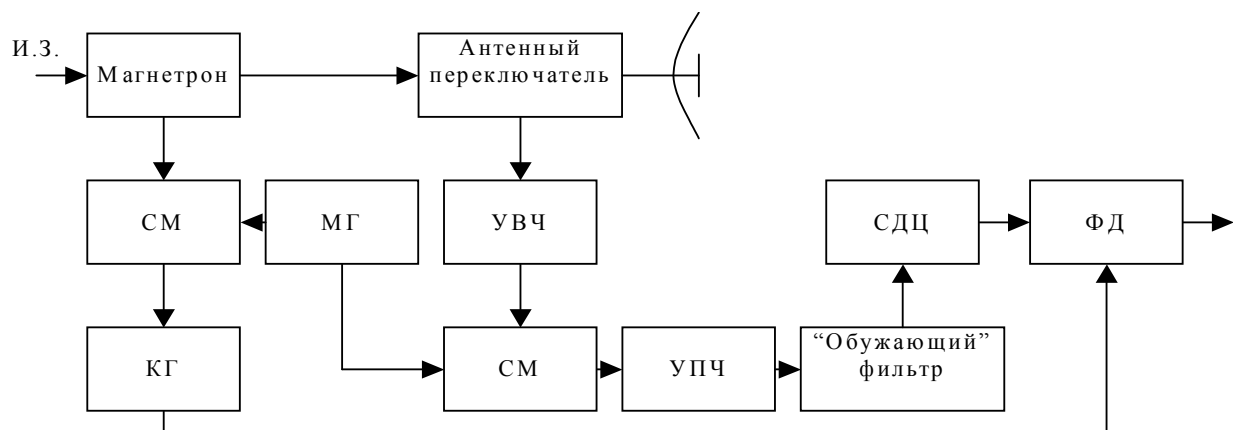 И.З.
Магнетрон
Антенный
переключатель
СМ
МГ
УВЧ
СДЦ
ФД
КГ
СМ
УПЧ
“Обужающий”
фильтр